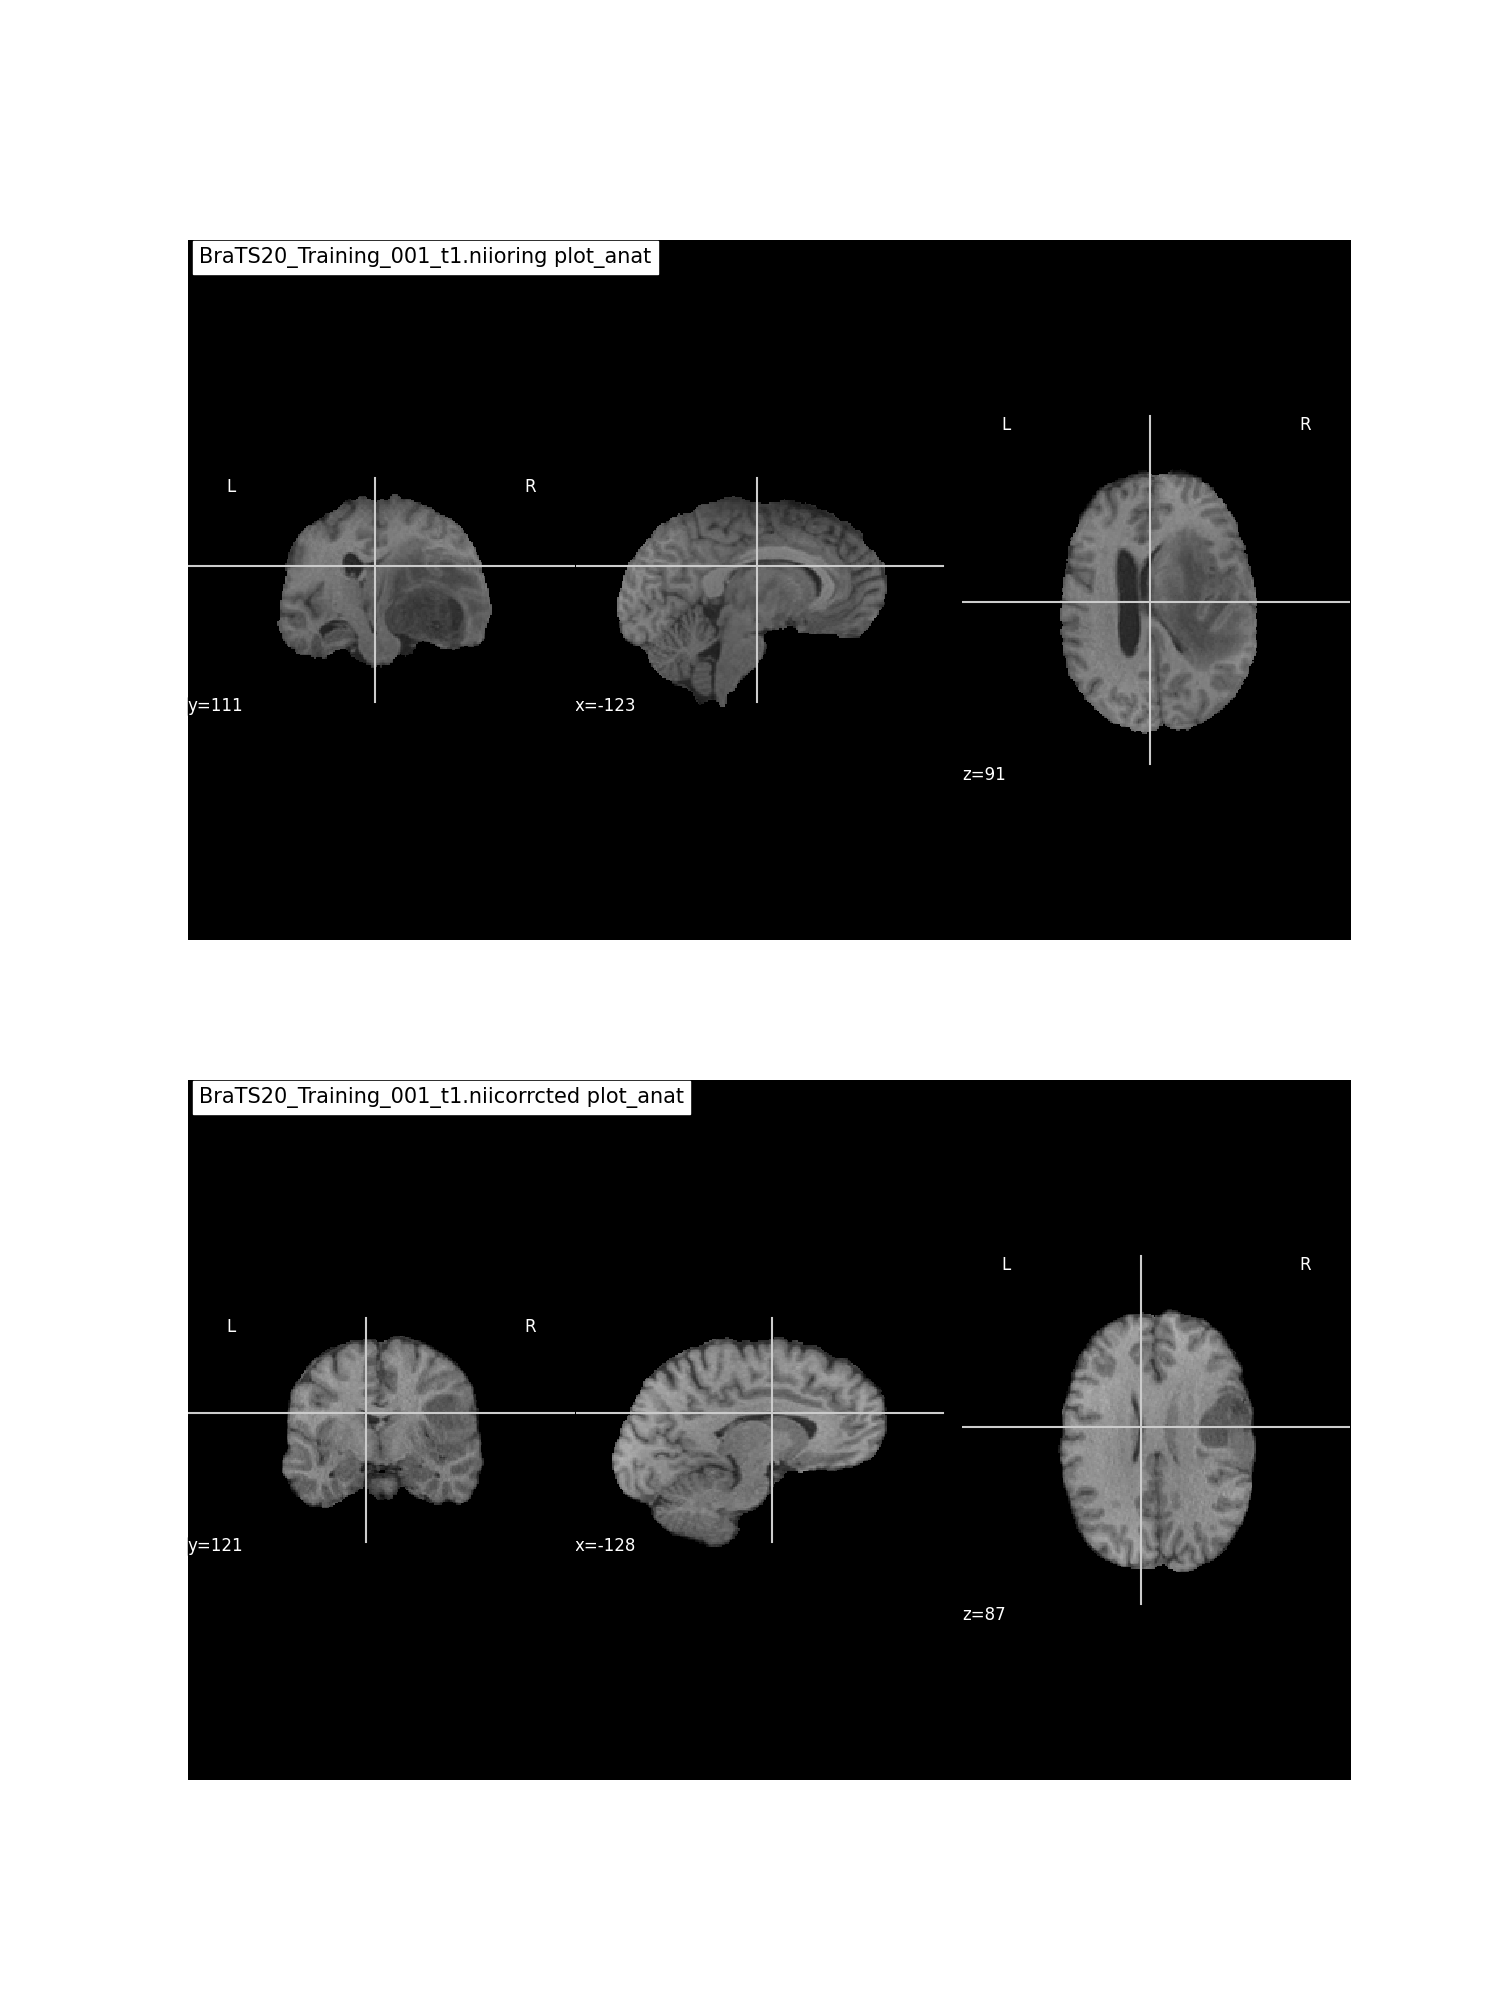 BraTS20_Training_001_t1.niioring plot_anat
L R
L R
y=111
x=-123
z=91
BraTS20_Training_001_t1.niicorrcted plot_anat
L R
L R
y=121
x=-128
z=87